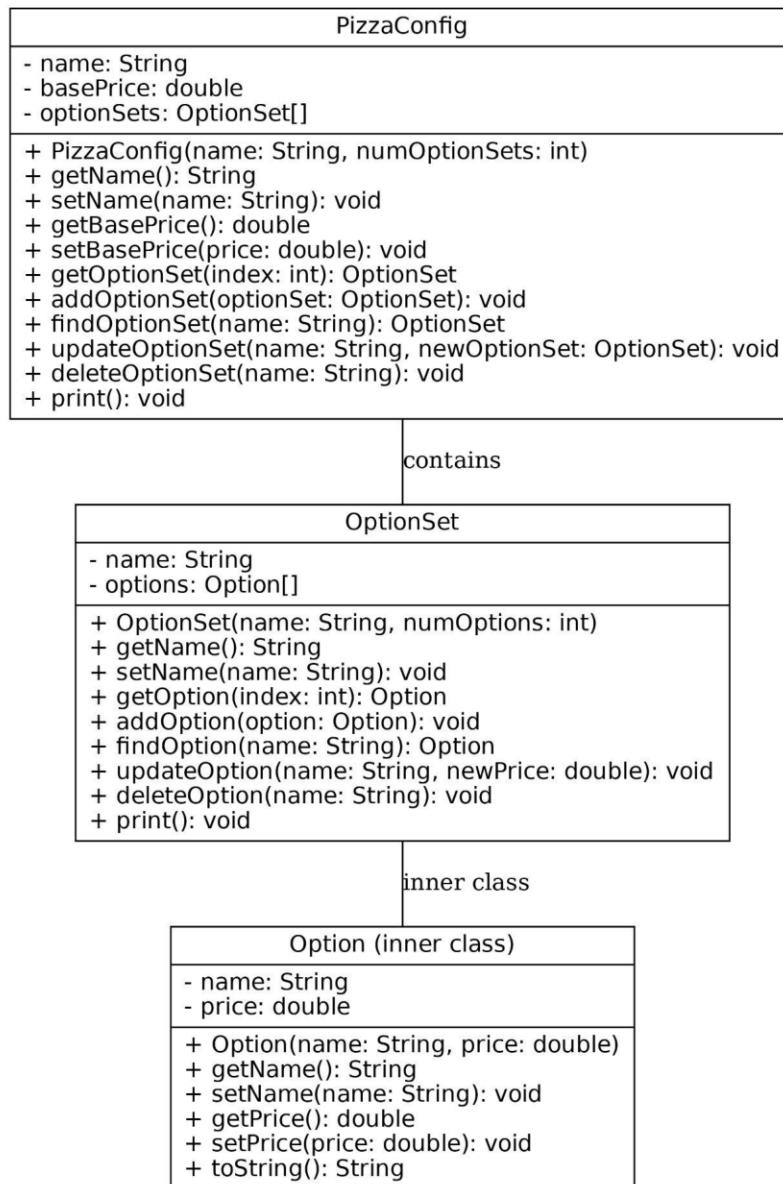 PizzaConfig
- name: String
- basePrice: double
- optionSets: OptionSet[]
+ PizzaConfig(name: String, numOptionSets: int)
+ getName(): String
+ setName(name: String): void
+ getBasePrice(): double
+ setBasePrice(price: double): void
+ getOptionSet(index: int): OptionSet
+ addOptionSet(optionSet: OptionSet): void
+ findOptionSet(name: String): OptionSet
+ updateOptionSet(name: String, newOptionSet: OptionSet): void
+ deleteOptionSet(name: String): void
+ print(): void
contains
OptionSet
- name: String
- options: Option[]
+ OptionSet(name: String, numOptions: int)
+ getName(): String
+ setName(name: String): void
+ getOption(index: int): Option
+ addOption(option: Option): void
+ findOption(name: String): Option
+ updateOption(name: String, newPrice: double): void
+ deleteOption(name: String): void
+ print(): void
inner class
Option (inner class)
- name: String
- price: double
+ Option(name: String, price: double)
+ getName(): String
+ setName(name: String): void
+ getPrice(): double
+ setPrice(price: double): void
+ toString(): String